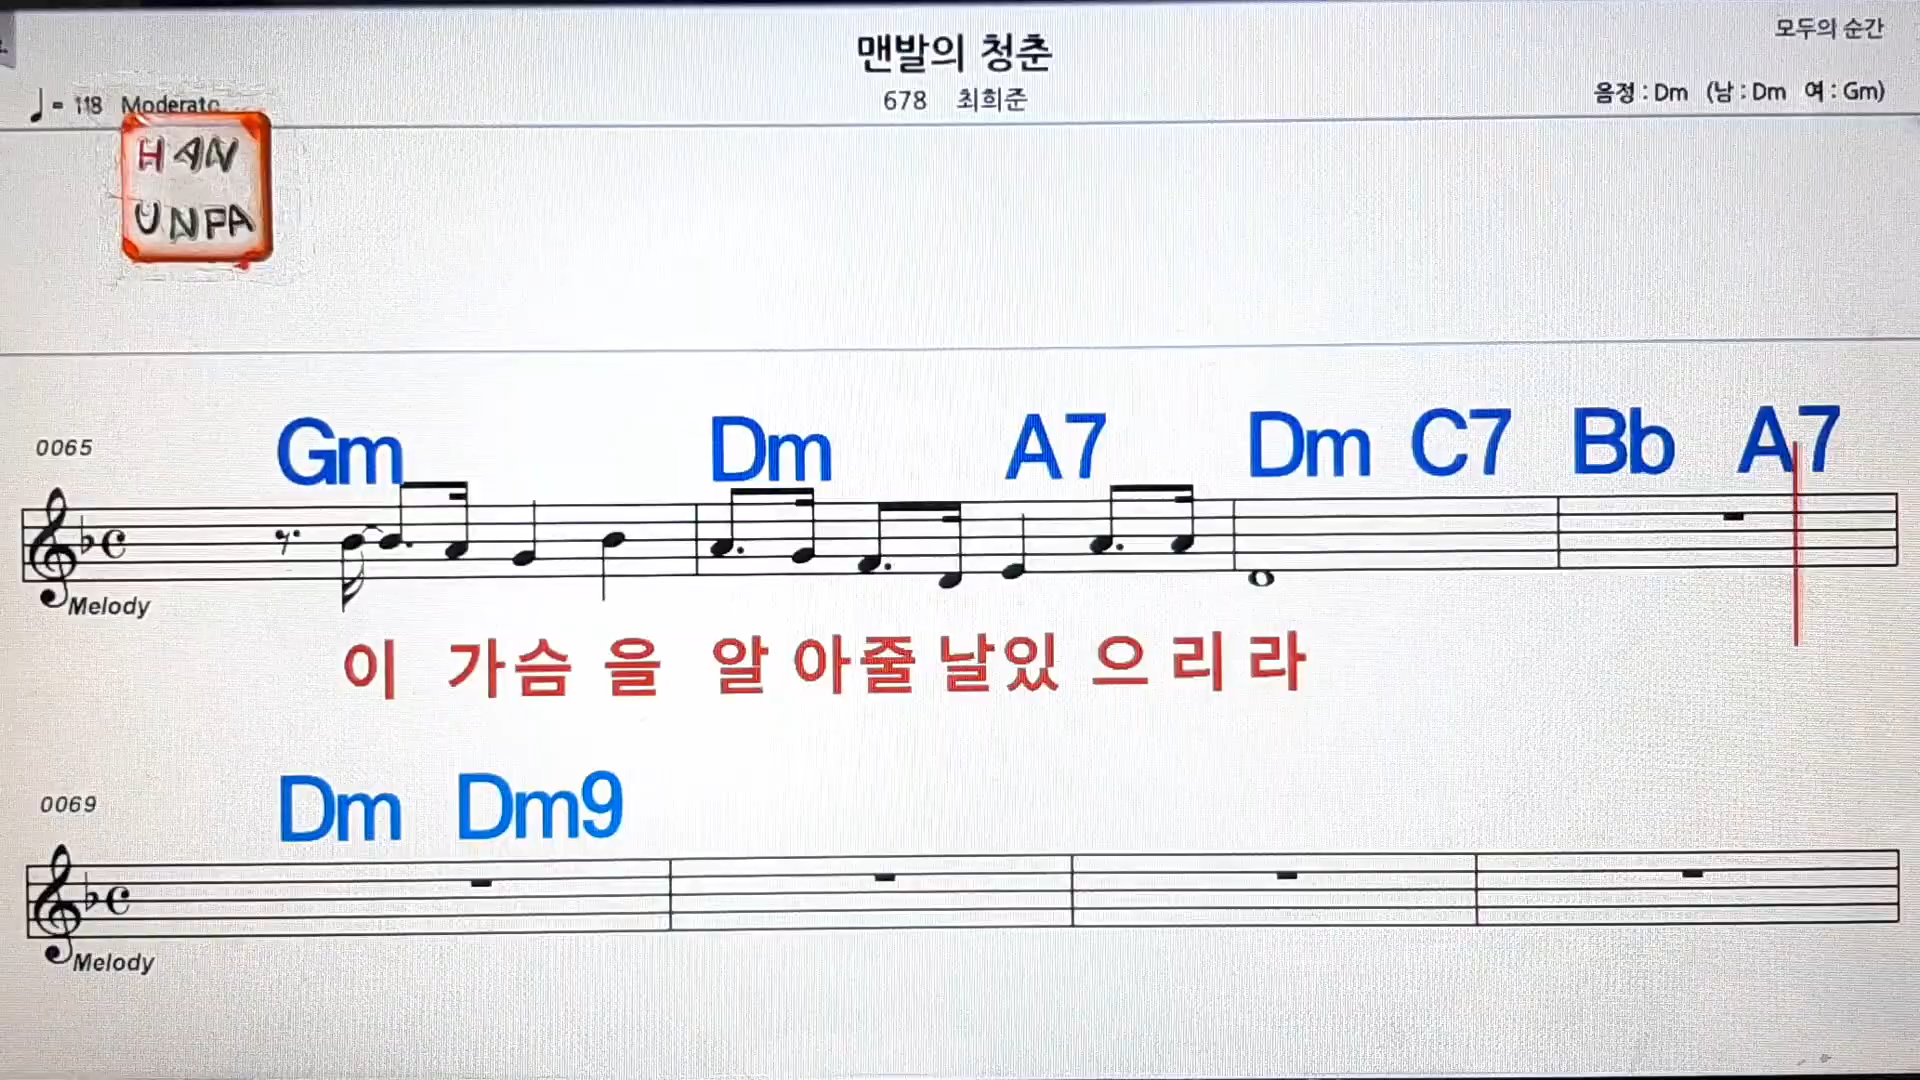 맨발의 청춘
모두의 순간
♩= 118 Moderato
678 최희준
음정 : Dm (남 : Dm 여 : Gm)
HAN
UNPA
0065
Gm Dm A7 Dm C7 Bb A7
Melody
이 가슴을 알아줄날있으리라
0069
Dm Dm9
Melody